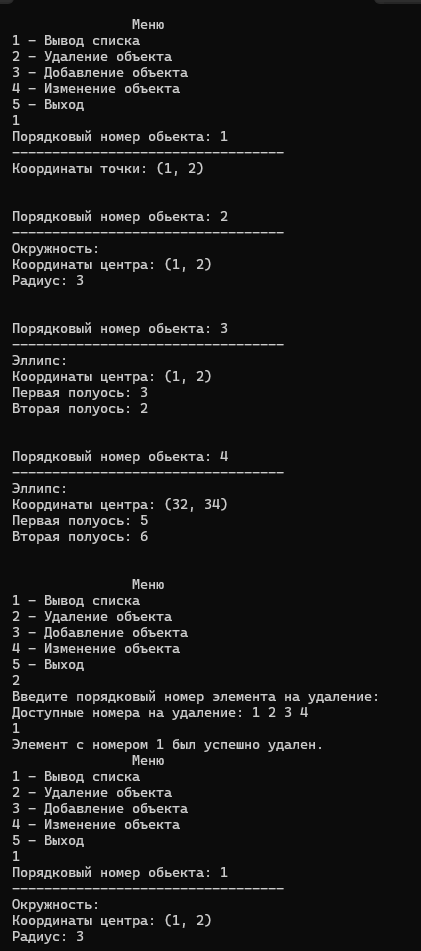 Меню
1 - Вывод списка
2 - Удаление объекта
3 - Добавление объекта
4 - Изменение объекта
5 - Выход
1
Порядковый номер обьекта: 1
----------------------------------
Координаты точки: (1, 2)
Порядковый номер обьекта: 2
----------------------------------
Окружность:
Координаты центра: (1, 2)
Радиус: 3
Порядковый номер обьекта: 3
----------------------------------
Эллипс:
Координаты центра: (1, 2)
Первая полуось: 3
Вторая полуось: 2
Порядковый номер обьекта: 4
----------------------------------
Эллипс:
Координаты центра: (32, 34)
Первая полуось: 5
Вторая полуось: 6
Меню
1 - Вывод списка
2 - Удаление объекта
3 - Добавление объекта
4 - Изменение объекта
5 - Выход
2
Введите порядковый номер элемента на удаление:
Доступные номера на удаление: 1 2 3 4
1
Элемент с номером 1 был успешно удален.
Меню
1 - Вывод списка
2 - Удаление объекта
3 - Добавление объекта
4 - Изменение объекта
5 - Выход
1
Порядковый номер обьекта: 1
----------------------------------
Окружность:
Координаты центра: (1, 2)
Радиус: 3